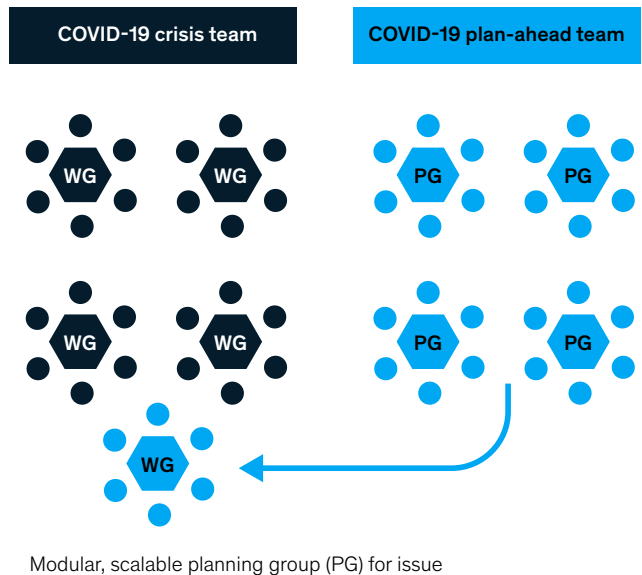 COVID-19 crisis team
COVID-19 plan-ahead team
WG
WG
PG
PG
WG
WG
PG
PG
WG
Modular, scalable planning group (PG) for issue